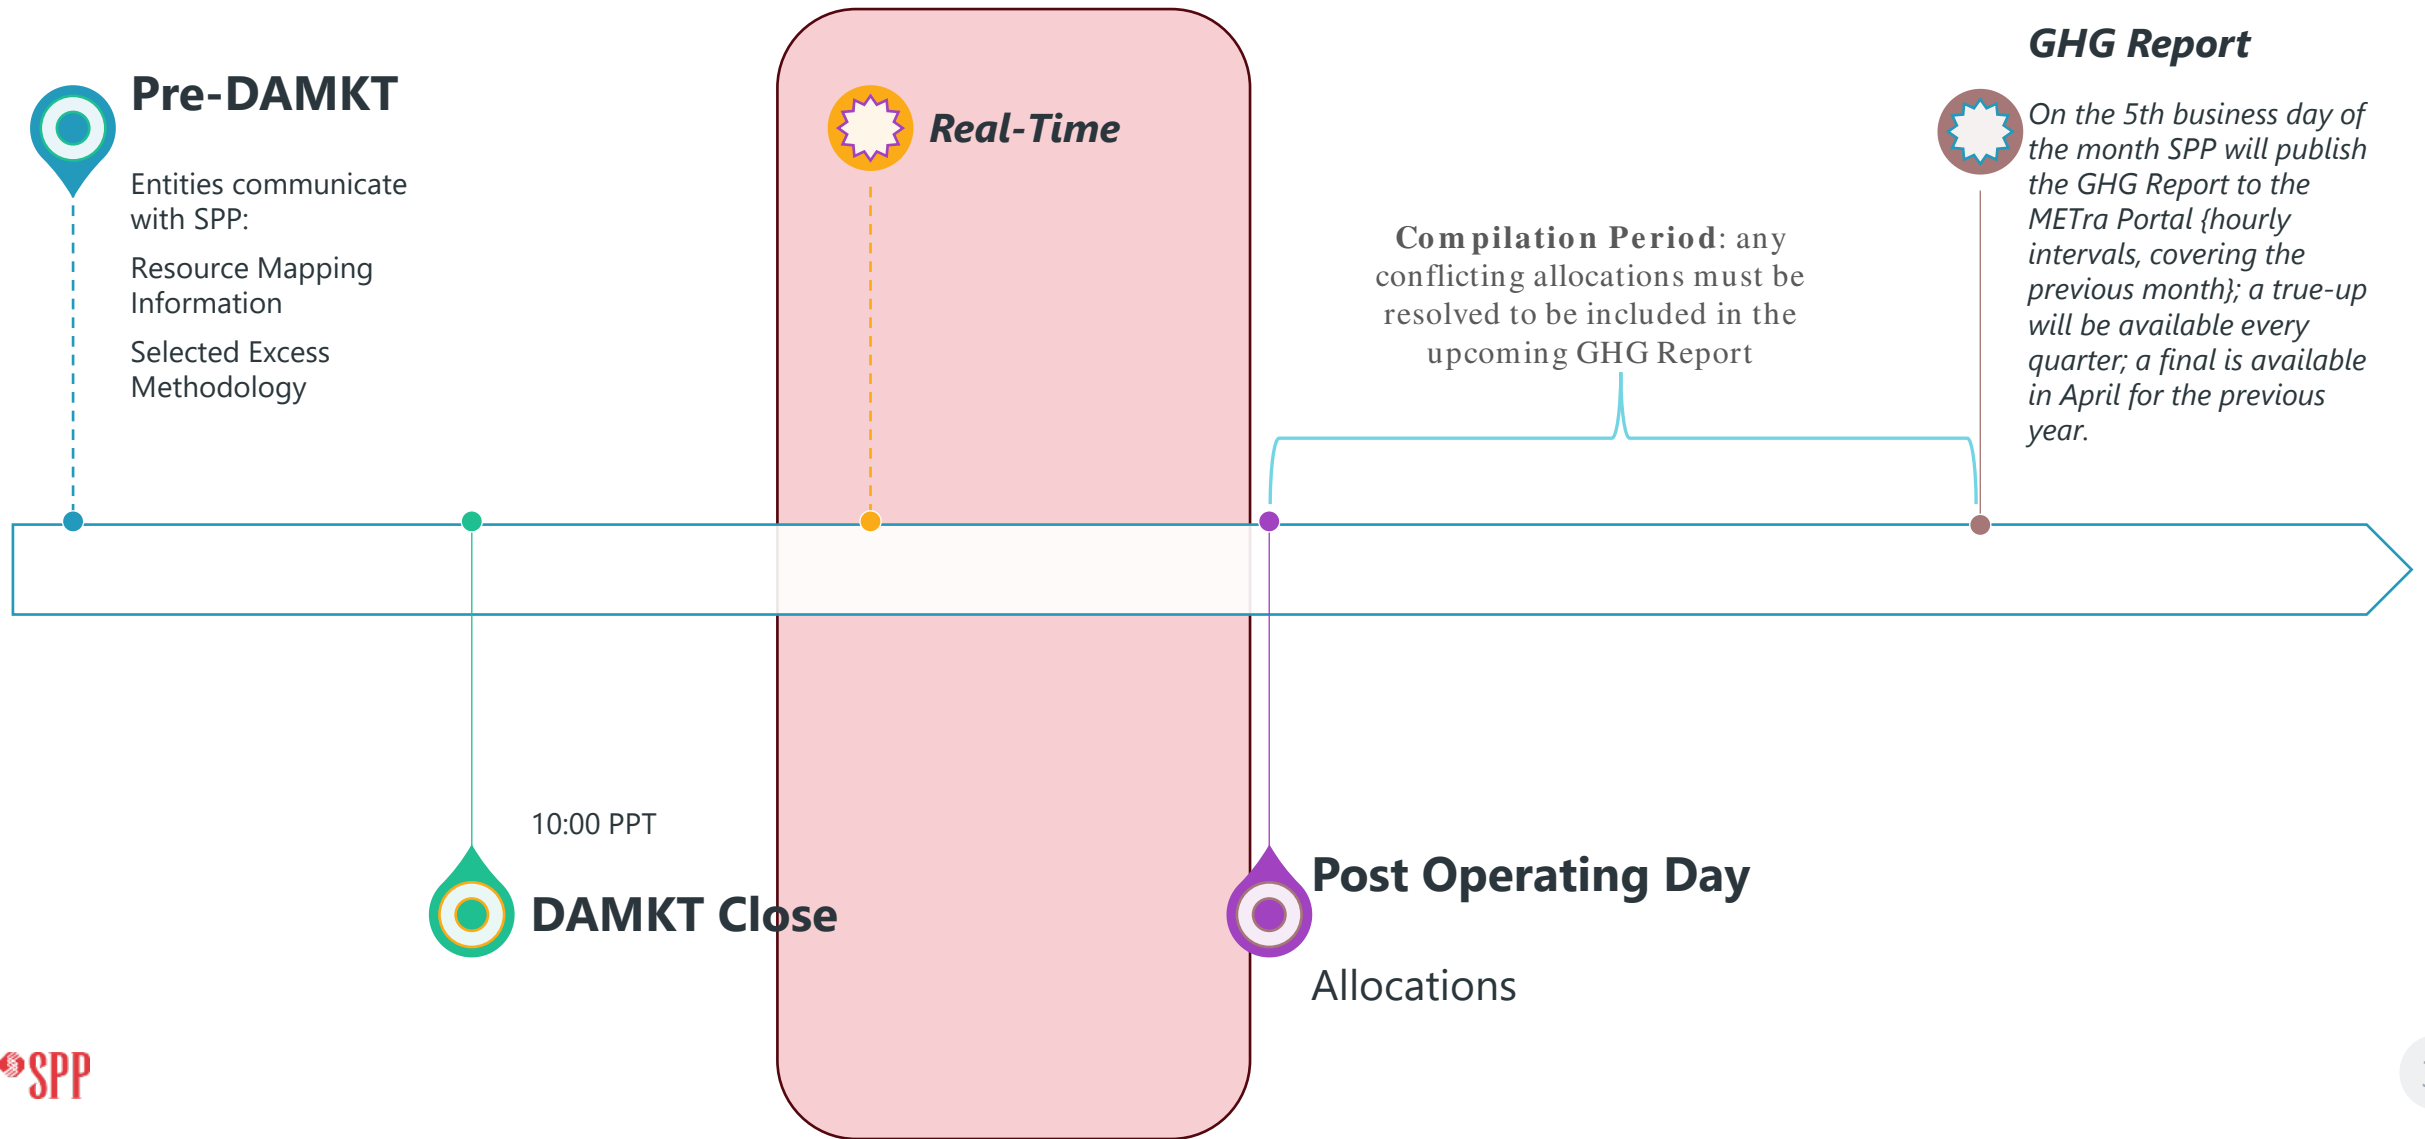 Pre-DAMKT
Entities communicate
with SPP:
Resource Mapping
Information
Selected Excess
Methodology
10:00 PPT
DAMKT Close
Real-Time
Compilation Period: any
conflicting allocations must be
resolved to be included in the
upcoming GHG Report
Post Operating Day
Allocations
GHG Report
On the 5th business day of
the month SPP will publish
the GHG Report to the
METra Portal {hourly
intervals, covering the
previous month}; a true-up
will be available every
quarter; a final is available
in April for the previous
year.
SPP